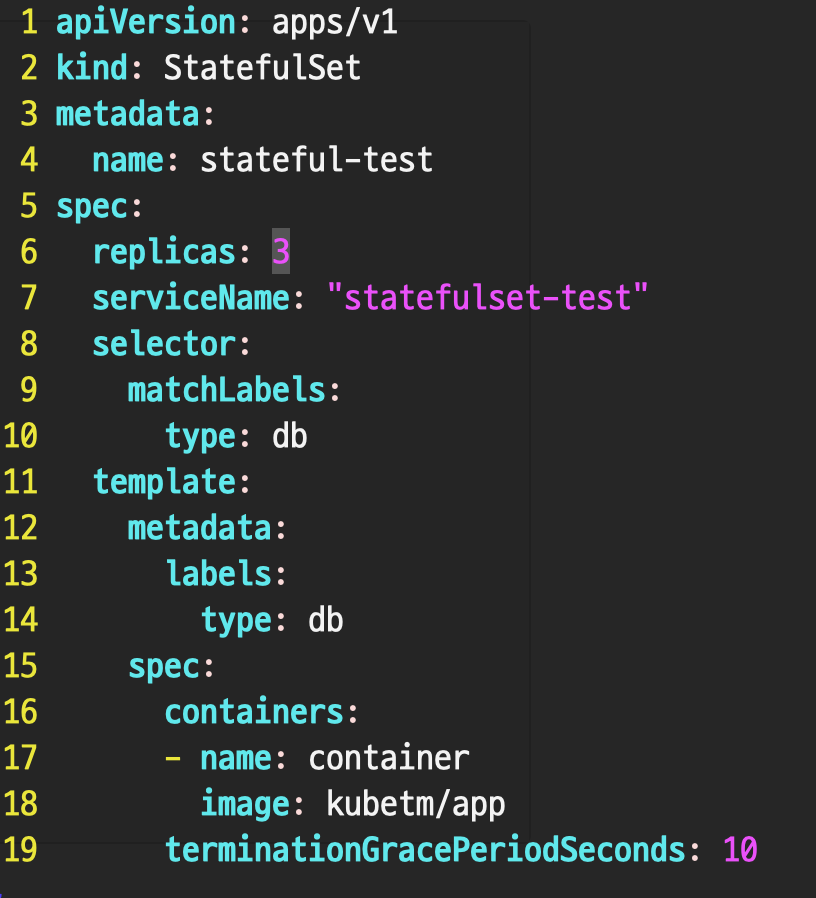 1 apiVersion: apps/v1
2 kind: StatefulSet
3 metadata:
4   name: stateful-test
5 spec:
6   replicas: 3
7   serviceName: "statefulset-test"
8   selector:
9     matchLabels:
10       type: db
11   template:
12     metadata:
13       labels:
14         type: db
15     spec:
16       containers:
17       - name: container
18         image: kubetm/app
19       terminationGracePeriodSeconds: 10